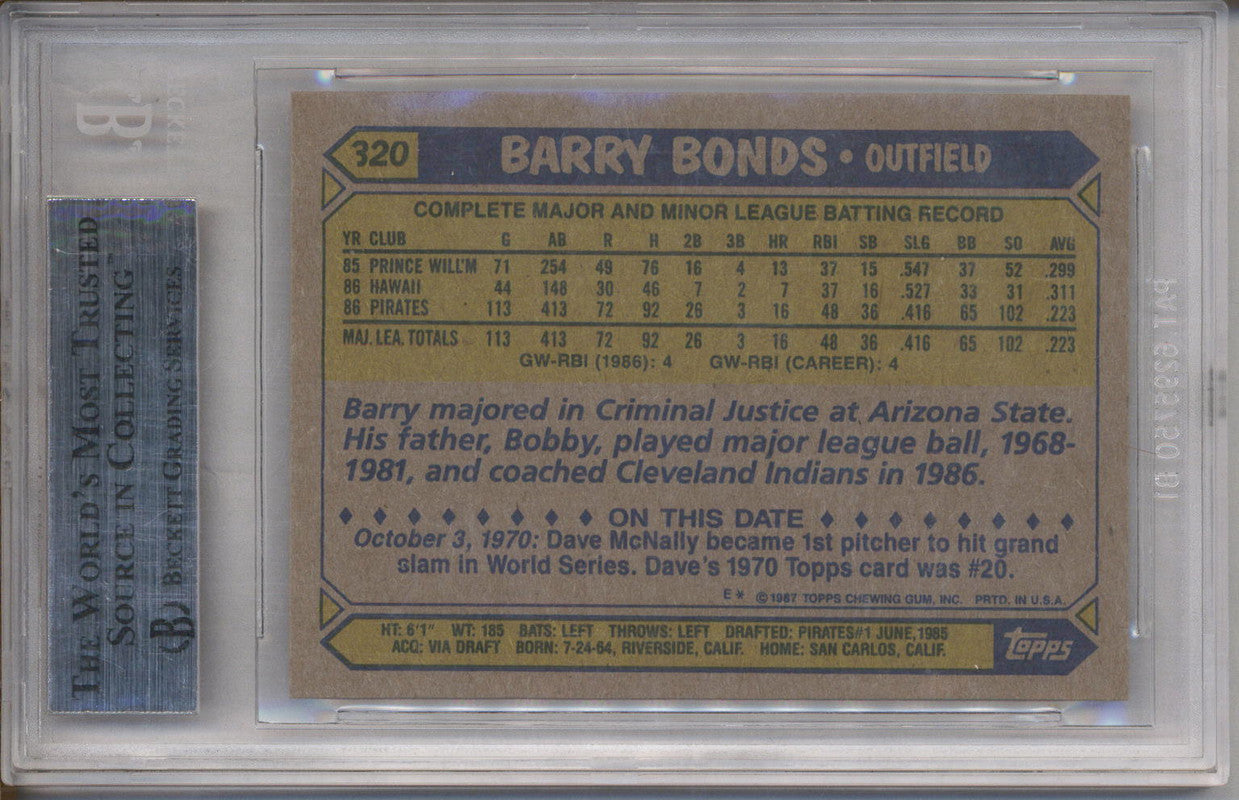 320 BARRY BONDS • OUTFIELD
COMPLETE MAJOR AND MINOR LEAGUE BATTING RECORD
YR CLUB G AB R H 2B 3B HR RBI SB SLG BB SO AVG
85 PRINCE WILL'M 71 254 49 76 16 4 13 37 15 .547 37 52 .299
86 HAWAII 44 148 30 46 7 2 7 37 16 .527 33 31 .311
86 PIRATES 113 413 72 92 26 3 16 48 36 .416 65 102 .223
MAJ. LEA. TOTALS 113 413 72 92 26 3 16 48 36 .416 65 102 .223
GW-RBI (1986): 4 GW-RBI (CAREER): 4
Barry majored in Criminal Justice at Arizona State.
His father, Bobby, played major league ball, 1968-
1981, and coached Cleveland Indians in 1986.
♦ ♦ ♦ ♦ ♦ ♦ ♦ ♦ ON THIS DATE ♦ ♦ ♦ ♦ ♦ ♦ ♦
October 3, 1970: Dave McNally became 1st pitcher to hit grand
slam in World Series. Dave's 1970 Topps card was #20.
E* © 1987 TOPPS CHEWING GUM, INC. PRTD. IN U.S.A.
HT: 6'1" WT: 185 BATS: LEFT THROWS: LEFT DRAFTED: PIRATES#1 JUNE, 1985
ACQ: VIA DRAFT BORN: 7-24-64, RIVERSIDE, CALIF. HOME: SAN CARLOS, CALIF.
topps
THE WORLD'S MOST TRUSTED
SOURCE IN COLLECTING™
B BECKETT GRADING SERVICES
B